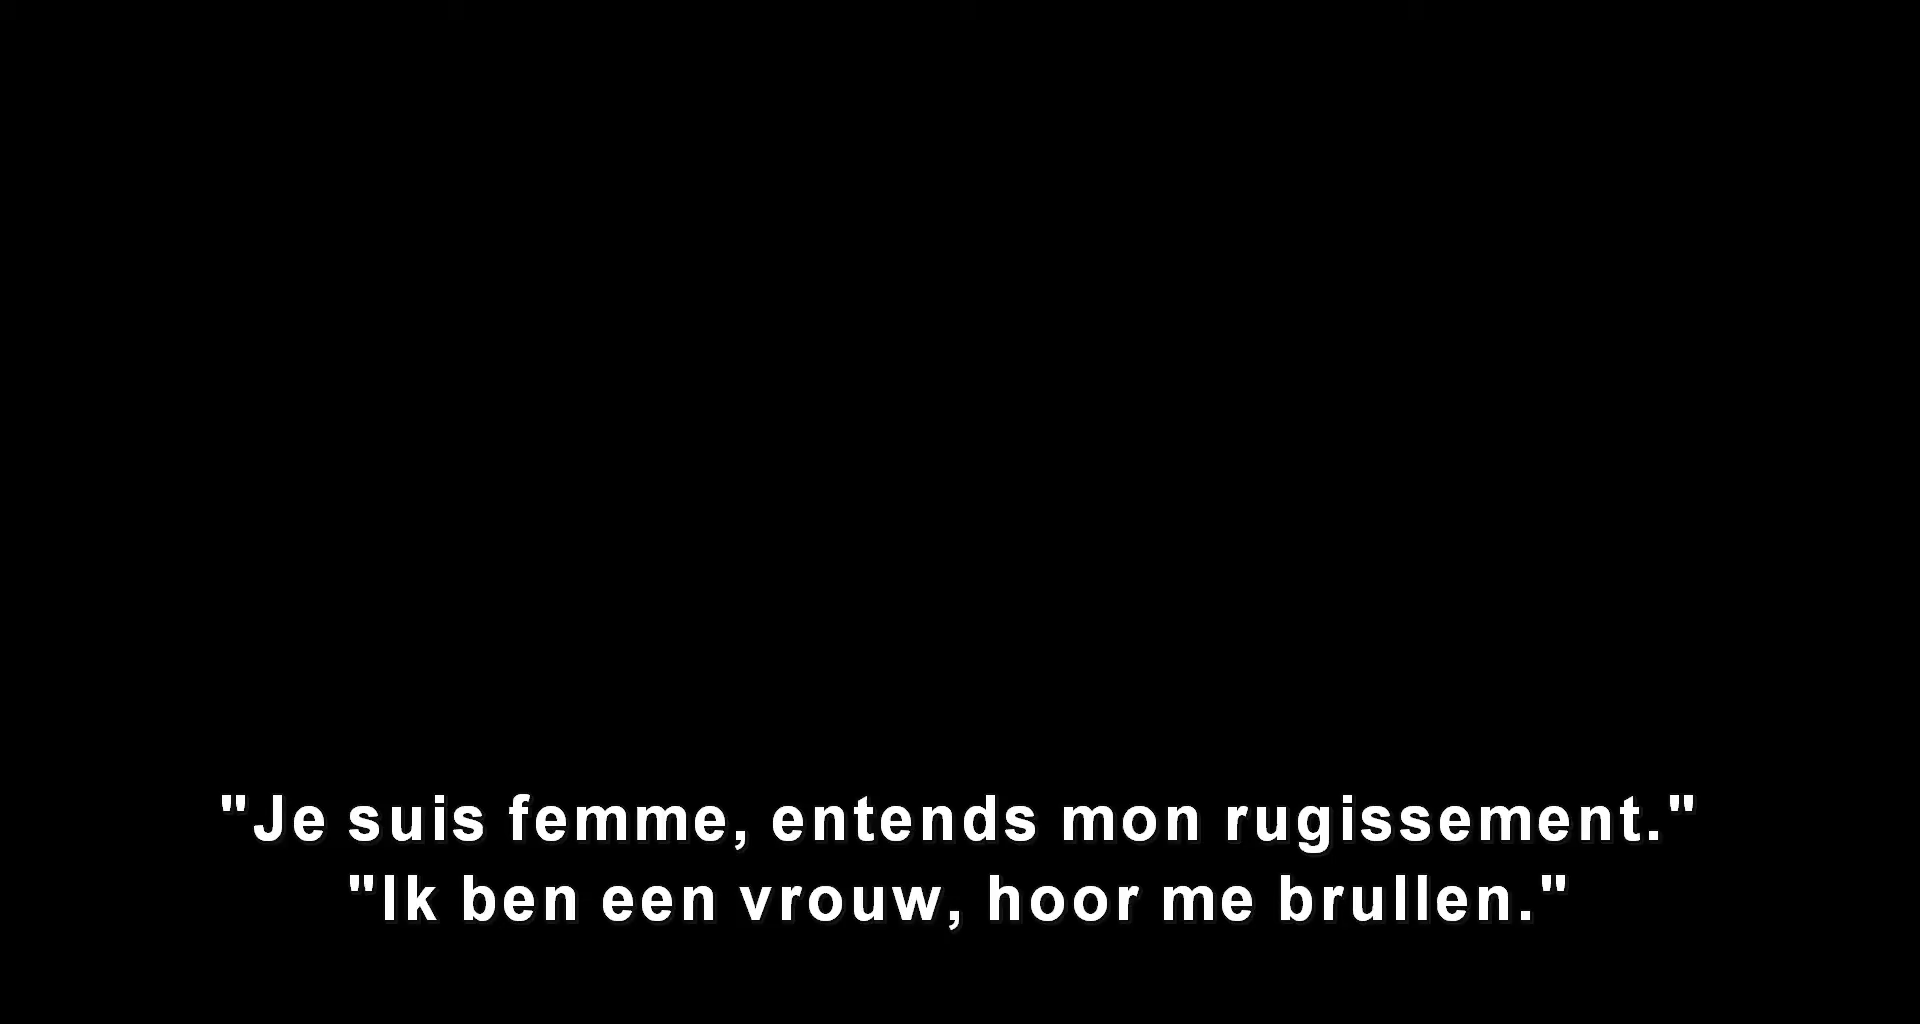 "Je suis femme, entends mon rugissement."
"Ik ben een vrouw, hoor me brullen."